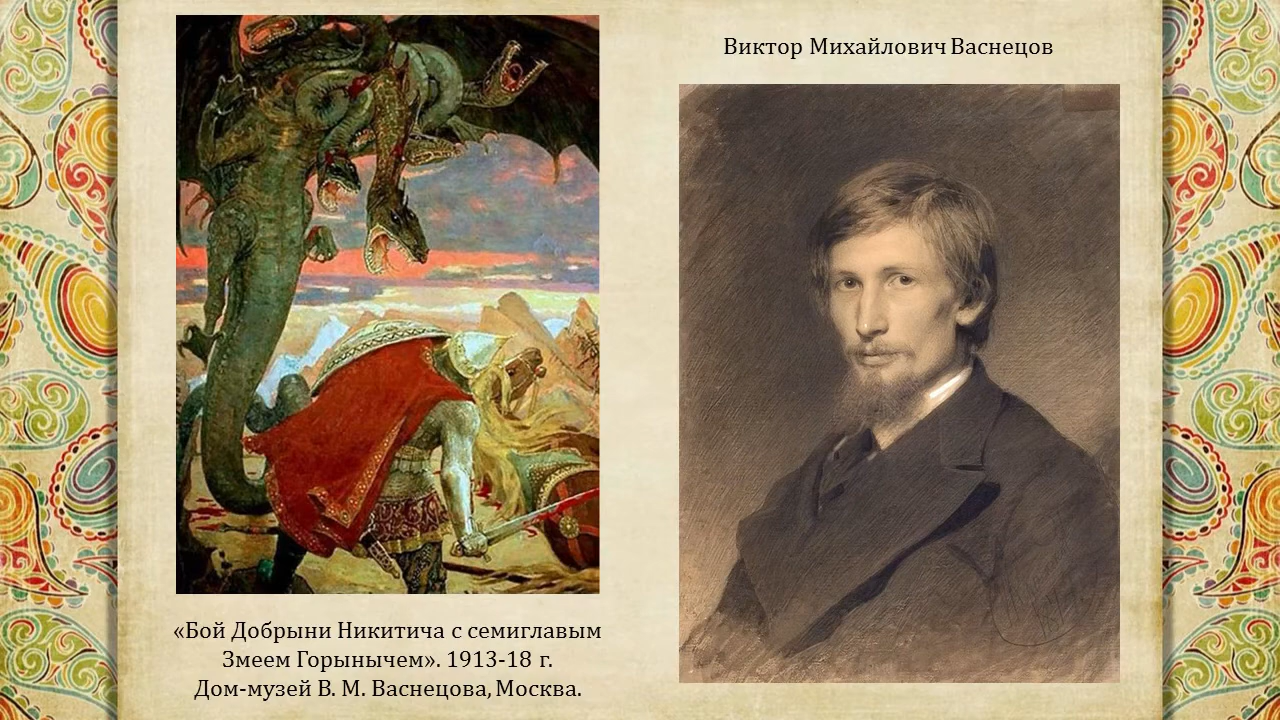 Виктор Михайлович Васнецов
«Бой Добрыни Никитича с семиглавым
Змеем Горынычем». 1913-18 г.
Дом-музей В. М. Васнецова, Москва.